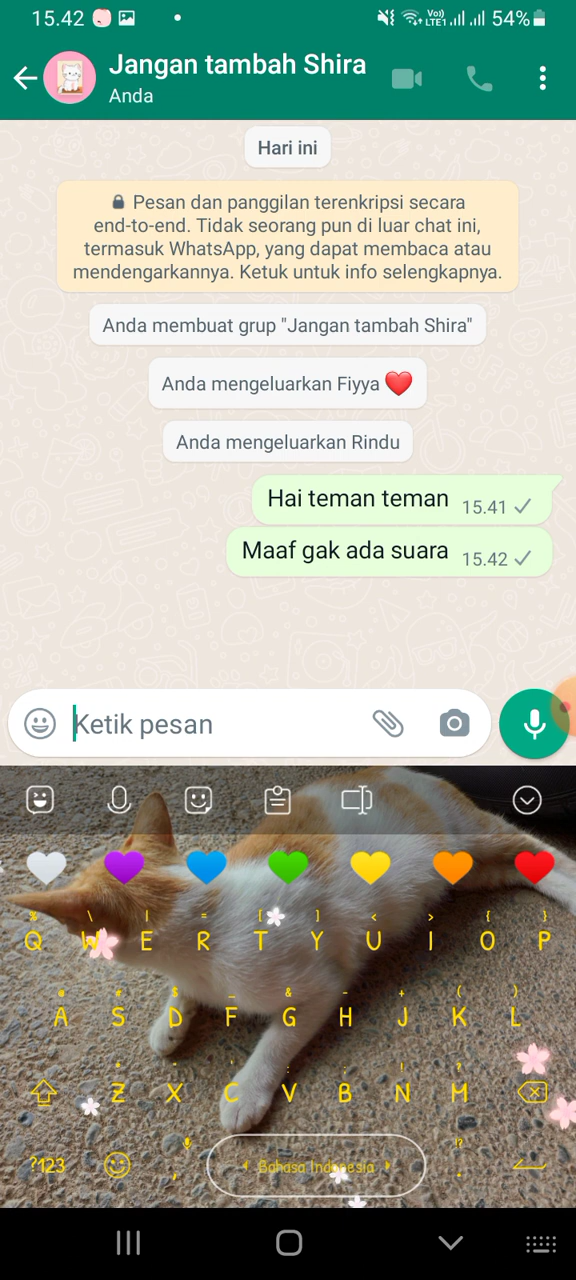 15.42
Vo)) LTE1 54%
Jangan tambah Shira
Anda
Hari ini
Pesan dan panggilan terenkripsi secara
end-to-end. Tidak seorang pun di luar chat ini,
termasuk WhatsApp, yang dapat membaca atau
mendengarkannya. Ketuk untuk info selengkapnya.
Anda membuat grup "Jangan tambah Shira"
Anda mengeluarkan Fiyya ❤️
Anda mengeluarkan Rindu
Hai teman teman 15.41
Maaf gak ada suara 15.42
Ketik pesan
% \ | = [ ] < > { }
Q W E R T Y U I O P
@ # $ _ & - + ( )
A S D F G H J K L
* " ' : ; ! ?
Z X C V B N M
!?
?123 , Bahasa Indonesia .